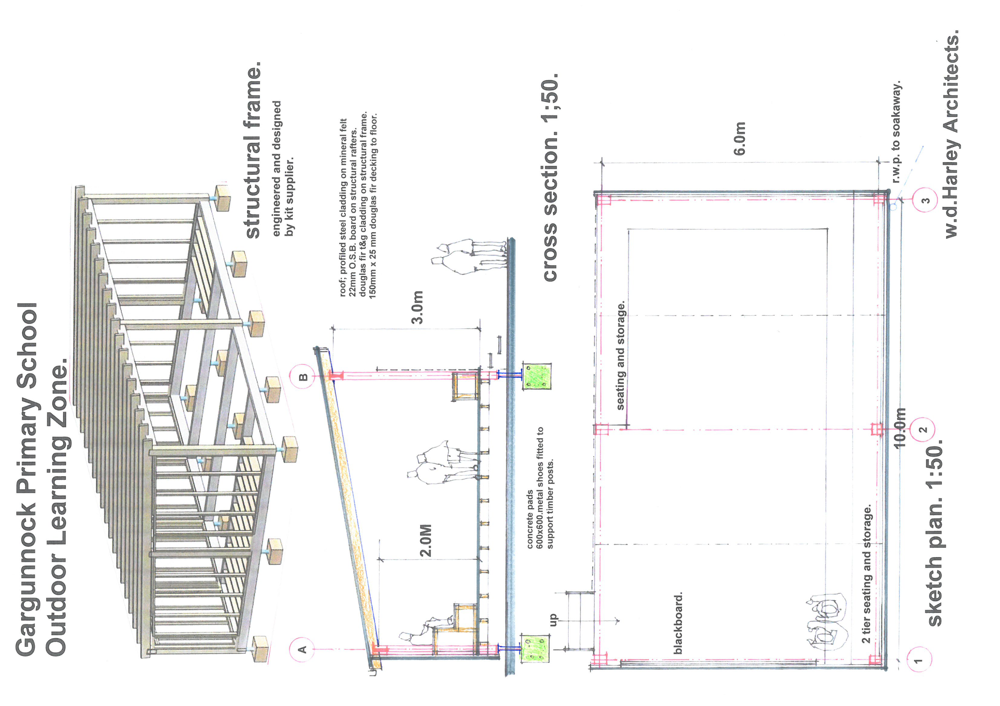 Gargunnock Primary School
Outdoor Learning Zone.
structural frame.
engineered and designed
by kit supplier.
A
B
roof; profiled steel cladding on mineral felt
22mm O.S.B. board on structural rafters.
douglas fir t&g cladding on structural frame.
150mm x 25 mm douglas fir decking to floor.
3.0m
2.0M
concrete pads
600x600.metal shoes fitted to
support timber posts.
cross section. 1;50.
up
seating and storage.
blackboard.
6.0m
2 tier seating and storage.
r.w.p. to soakaway.
10.0m
1
2
3
sketch plan. 1:50.
w.d.Harley Architects.